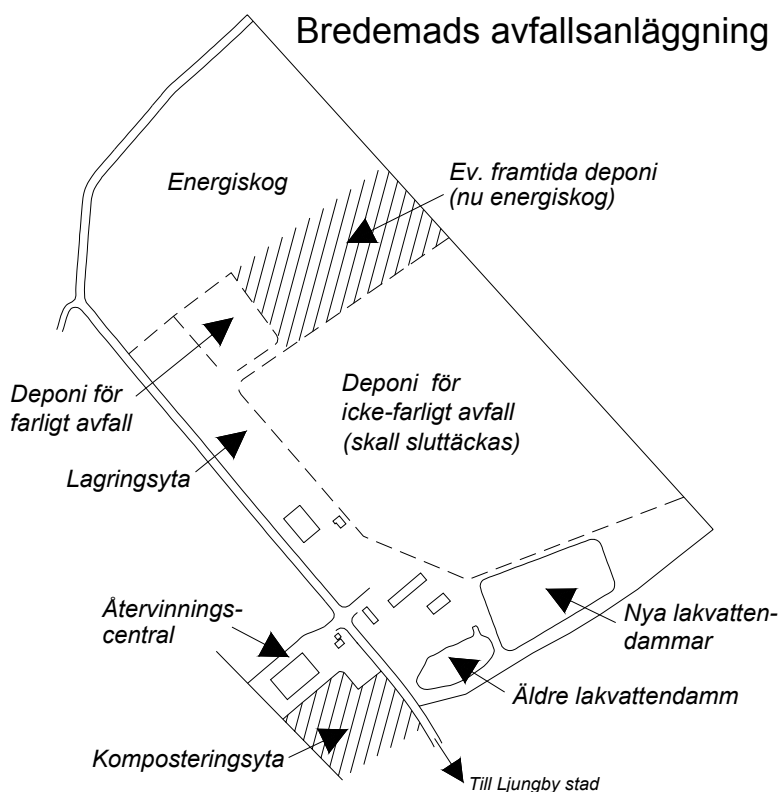 Bredemads avfallsanläggning
Energiskog
Ev. framtida deponi
(nu energiskog)
Deponi för
farligt avfall
Deponi för
icke-farligt avfall
(skall sluttäckas)
Lagringsyta
Återvinnings-
central
Nya lakvatten-
dammar
Äldre lakvattendamm
Komposteringsyta
Till Ljungby stad